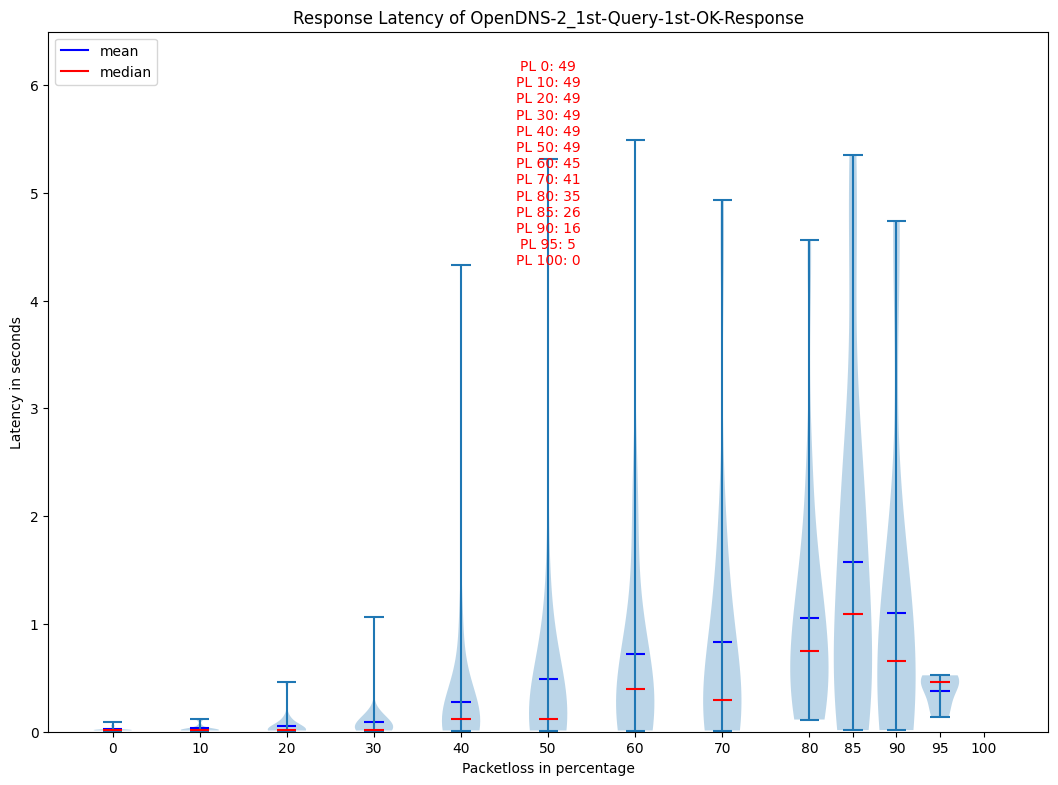 Response Latency of OpenDNS-2_1st-Query-1st-OK-Response
mean
median
PL 0: 49
PL 10: 49
PL 20: 49
PL 30: 49
PL 40: 49
PL 50: 49
PL 60: 45
PL 70: 41
PL 80: 35
PL 85: 26
PL 90: 16
PL 95: 5
PL 100: 0
Latency in seconds
6
5
4
3
2
1
0
0 10 20 30 40 50 60 70 80 85 90 95 100
Packetloss in percentage